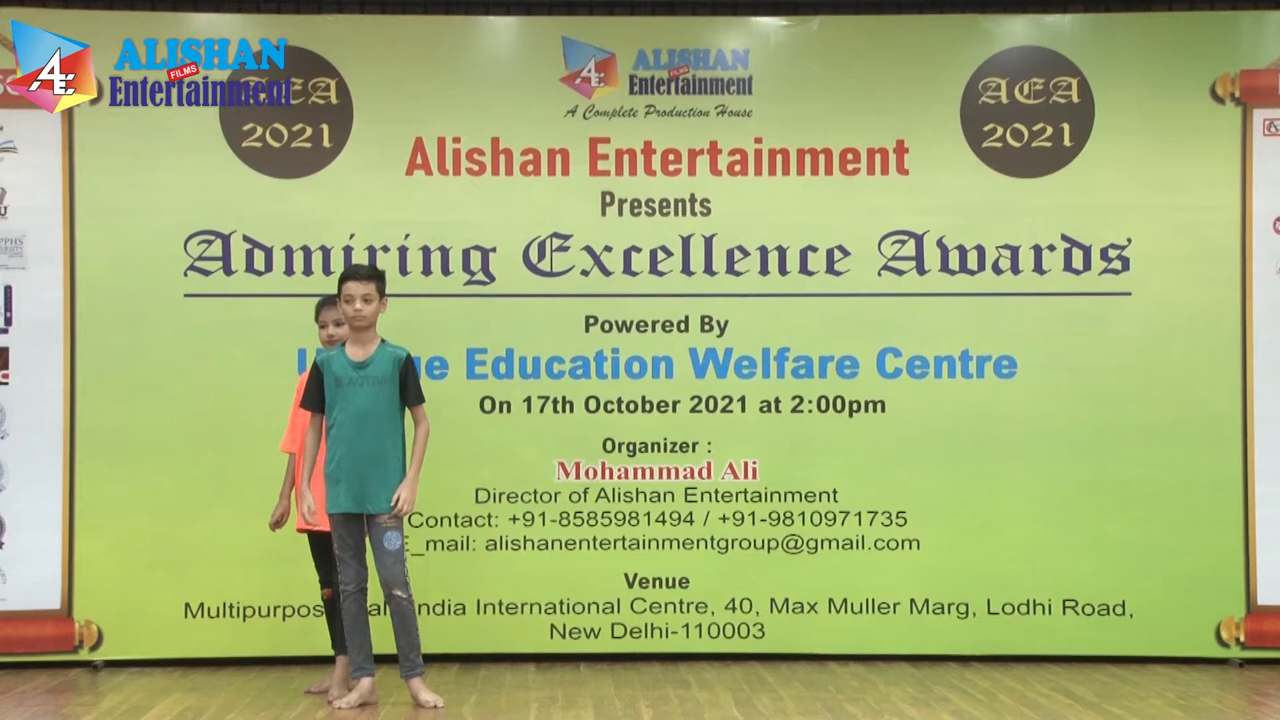 ALISHAN
FILMS
Entertainment
AEA
2021
ALISHAN
FILMS
Entertainment
A Complete Production House
AEA
2021
Alishan Entertainment
Presents
Admiring Excellence Awards
Powered By
Education Welfare Centre
On 17th October 2021 at 2:00pm
Organizer :
Mohammad Ali
Director of Alishan Entertainment
Contact: +91-8585981494 / +91-9810971735
E_mail: alishanentertainmentgroup@gmail.com
Venue
India International Centre, 40, Max Muller Marg, Lodhi Road,
New Delhi-110003